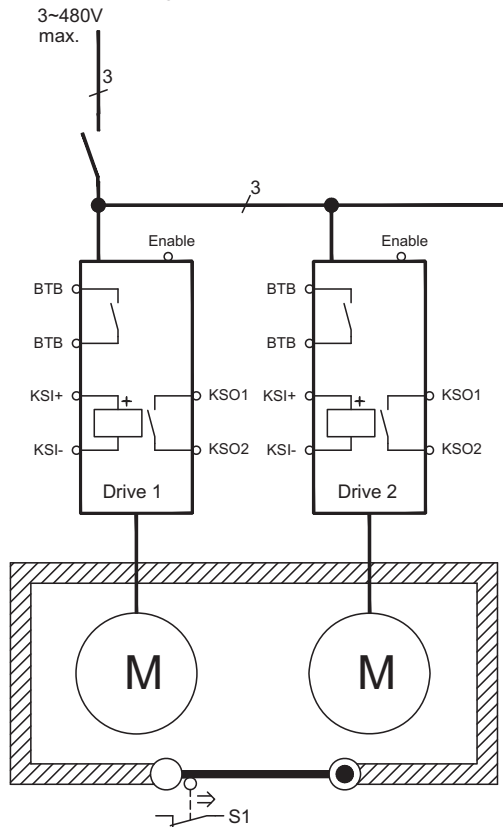 3~480V
max.
3
3
Enable
Enable
BTB
BTB
BTB
BTB
KSI+
+
KSO1
KSI+
+
KSO1
KSI-
KSO2
KSI-
KSO2
Drive 1
Drive 2
M
M
S1